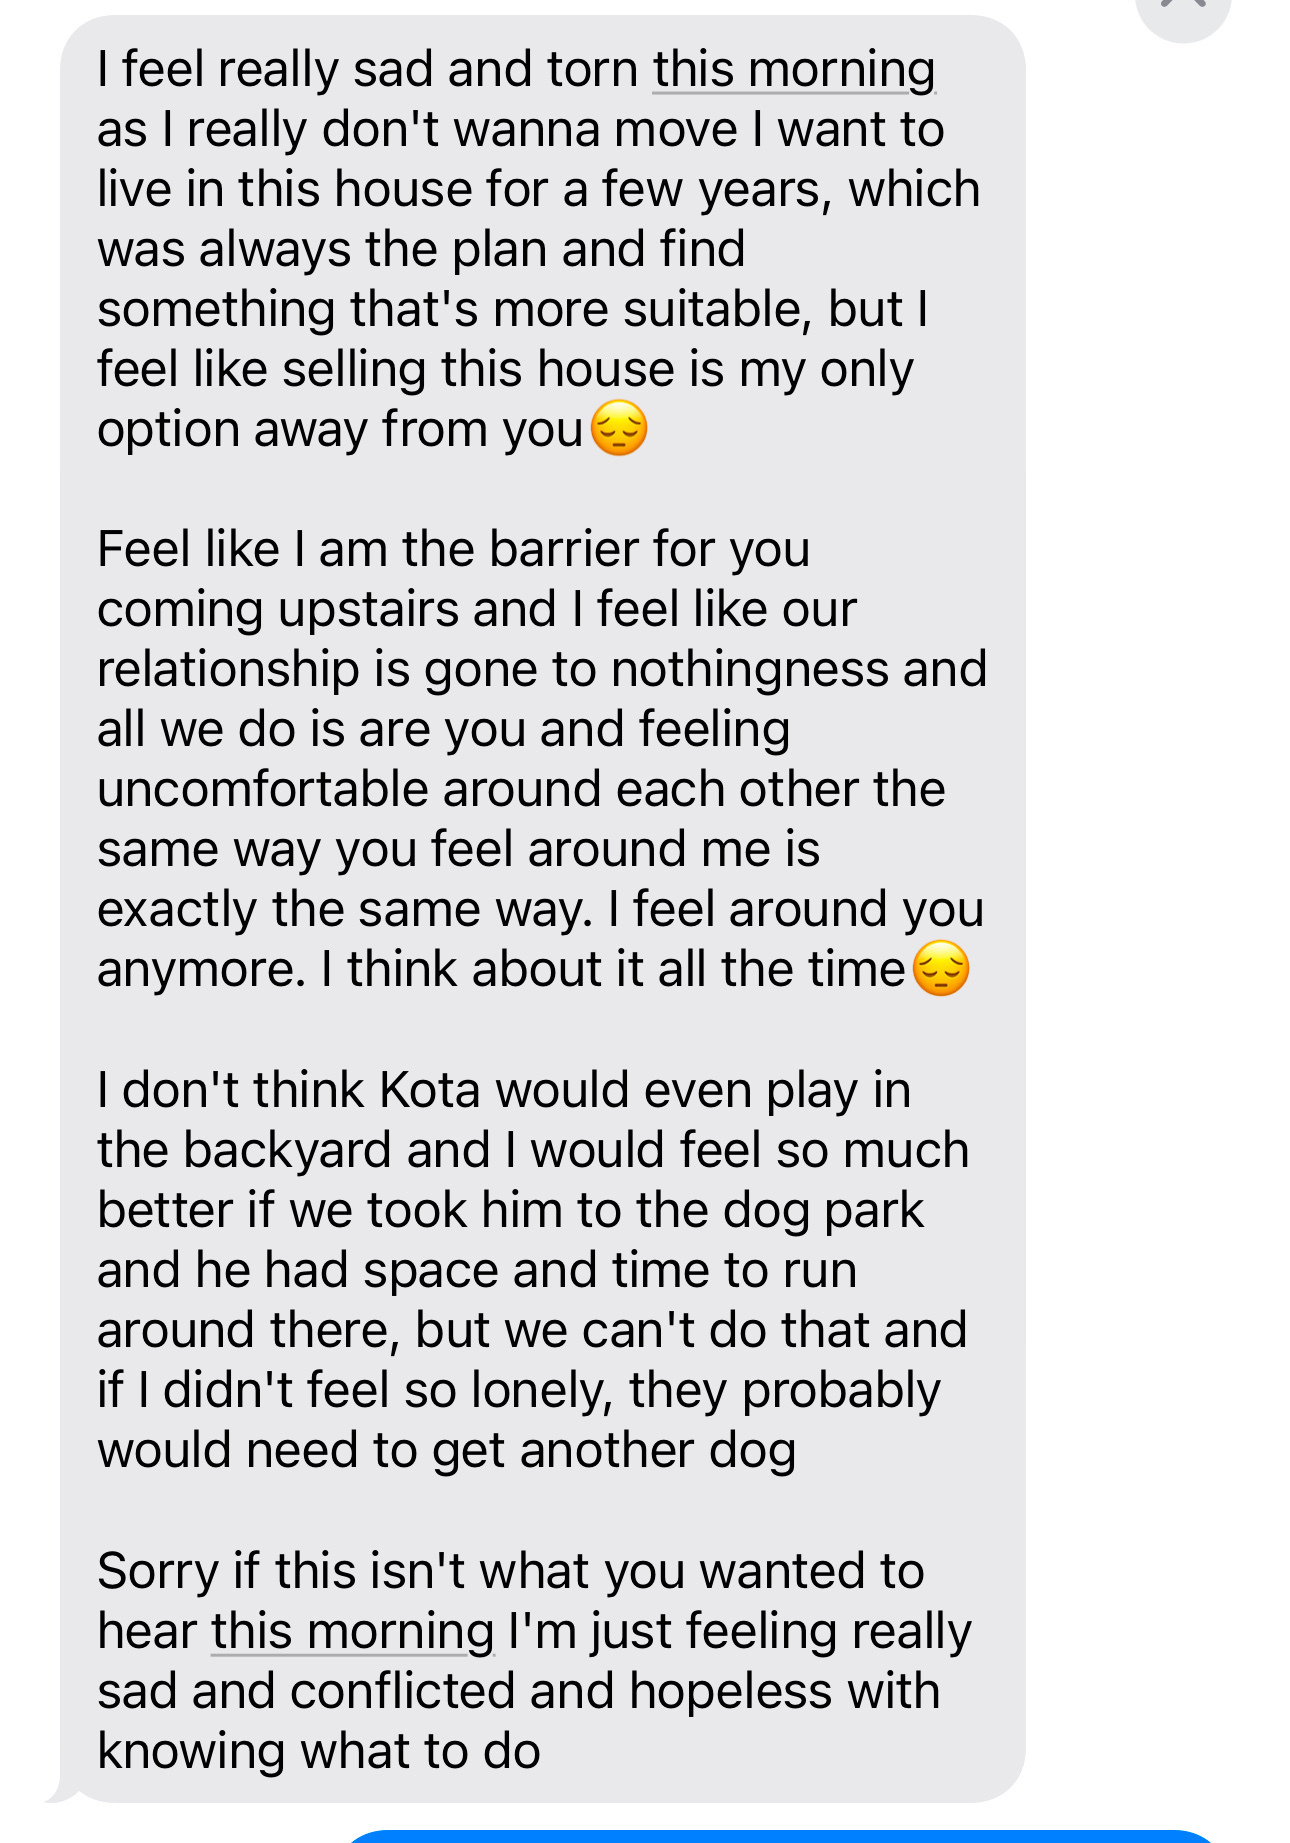 I feel really sad and torn this morning
as I really don't wanna move I want to
live in this house for a few years, which
was always the plan and find
something that's more suitable, but I
feel like selling this house is my only
option away from you😔
Feel like I am the barrier for you
coming upstairs and I feel like our
relationship is gone to nothingness and
all we do is are you and feeling
uncomfortable around each other the
same way you feel around me is
exactly the same way. I feel around you
anymore. I think about it all the time😔
I don't think Kota would even play in
the backyard and I would feel so much
better if we took him to the dog park
and he had space and time to run
around there, but we can't do that and
if I didn't feel so lonely, they probably
would need to get another dog
Sorry if this isn't what you wanted to
hear this morning I'm just feeling really
sad and conflicted and hopeless with
knowing what to do